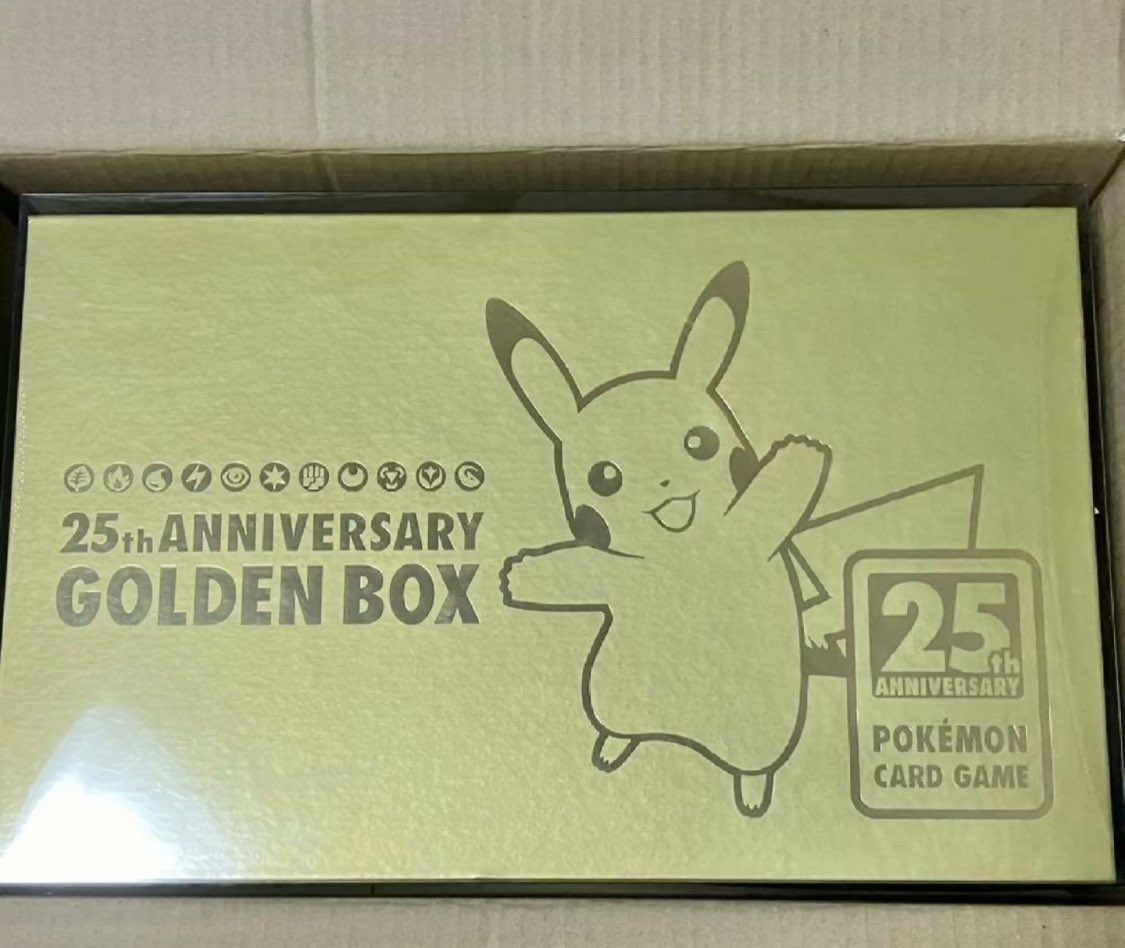 25th ANNIVERSARY
GOLDEN BOX
25th
ANNIVERSARY
POKÉMON
CARD GAME